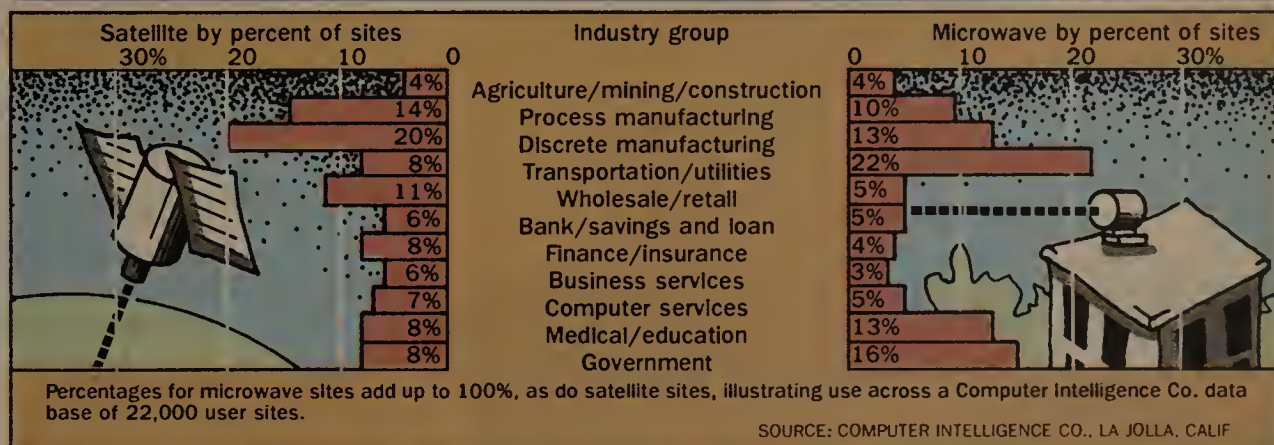 Satellite by percent of sites
Industry group
Microwave by percent of sites
30% 20 10 0
0 10 20 30%
4% Agriculture/mining/construction 4%
14% Process manufacturing 10%
20% Discrete manufacturing 13%
8% Transportation/utilities 22%
11% Wholesale/retail 5%
6% Bank/savings and loan 5%
8% Finance/insurance 4%
6% Business services 3%
7% Computer services 5%
8% Medical/education 13%
8% Government 16%
Percentages for microwave sites add up to 100%, as do satellite sites, illustrating use across a Computer Intelligence Co. data
base of 22,000 user sites.
SOURCE: COMPUTER INTELLIGENCE CO., LA JOLLA, CALIF